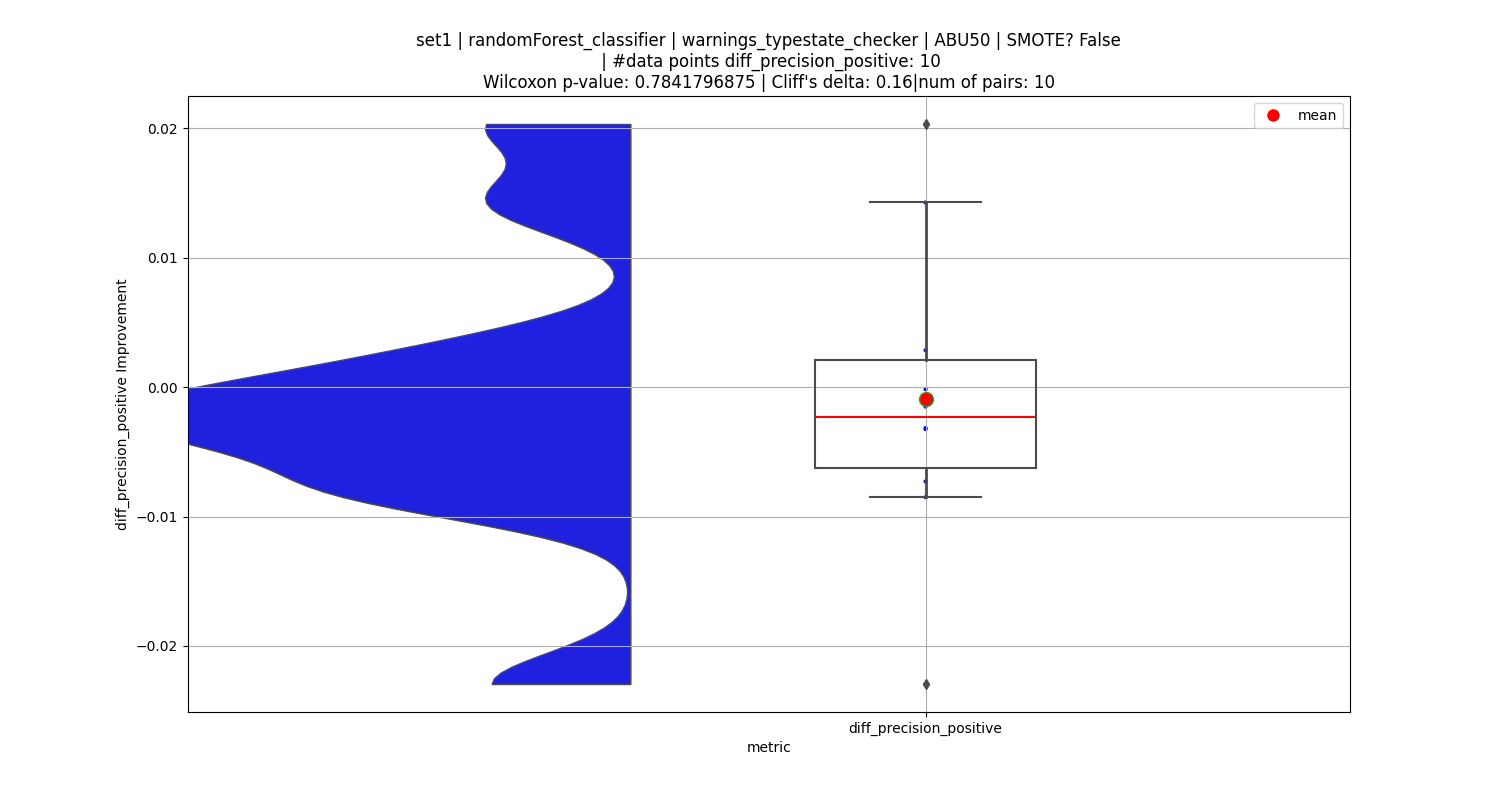 set1 | randomForest_classifier | warnings_typestate_checker | ABU50 | SMOTE? False
| #data points diff_precision_positive: 10
Wilcoxon p-value: 0.7841796875 | Cliff's delta: 0.16|num of pairs: 10
mean
0.02
0.01
0.00
−0.01
−0.02
diff_precision_positive Improvement
diff_precision_positive
metric